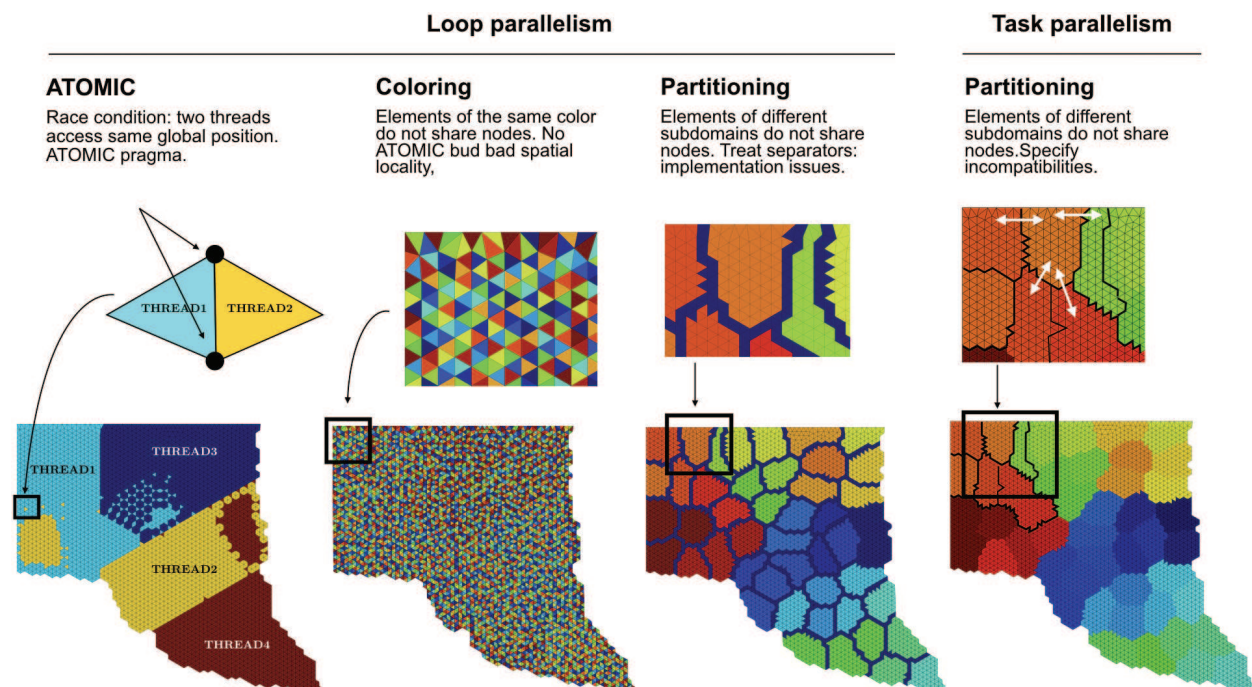 Loop parallelism
Task parallelism
ATOMIC
Race condition: two threads
access same global position.
ATOMIC pragma.
Coloring
Elements of the same color
do not share nodes. No
ATOMIC bud bad spatial
locality,
Partitioning
Elements of different
subdomains do not share
nodes. Treat separators:
implementation issues.
Partitioning
Elements of different
subdomains do not share
nodes.Specify
incompatibilities.
THREAD1
THREAD2
THREAD1
THREAD3
THREAD2
THREAD4